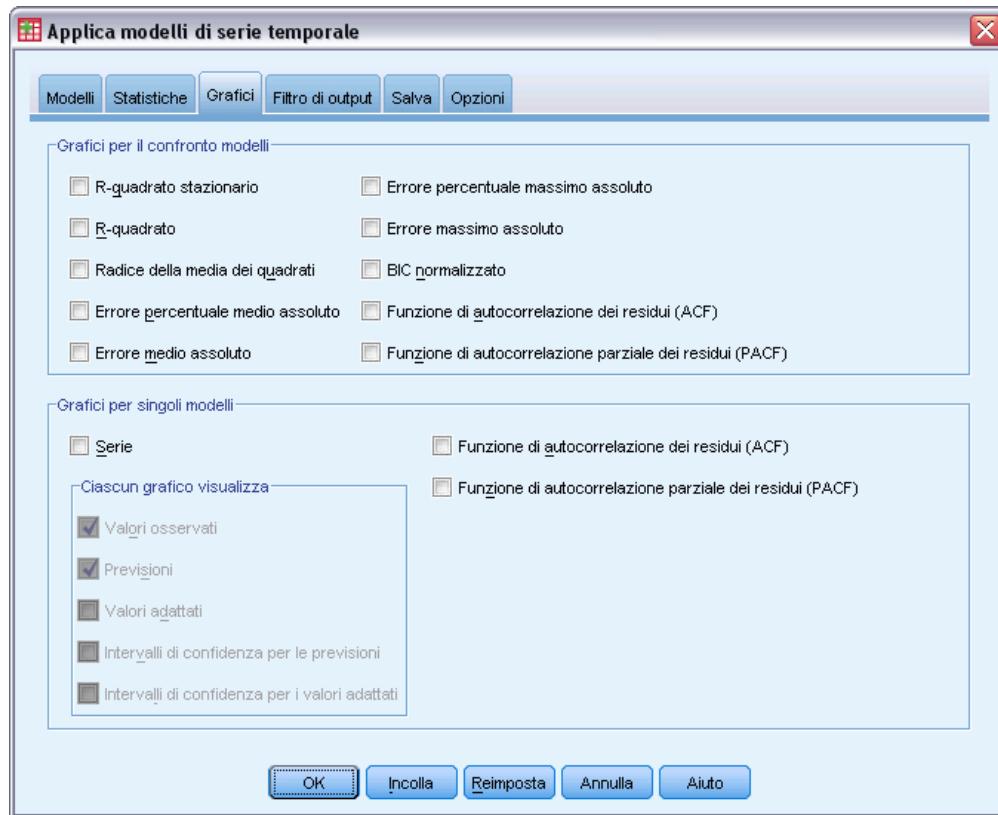 Applica modelli di serie temporale
Modelli Statistiche Grafici Filtro di output Salva Opzioni
Grafici per il confronto modelli
R-quadrato stazionario
R-quadrato
Radice della media dei quadrati
Errore percentuale medio assoluto
Errore medio assoluto
Errore percentuale massimo assoluto
Errore massimo assoluto
BIC normalizzato
Funzione di autocorrelazione dei residui (ACF)
Funzione di autocorrelazione parziale dei residui (PACF)
Grafici per singoli modelli
Serie
Ciascun grafico visualizza
Valori osservati
Previsioni
Valori adattati
Intervalli di confidenza per le previsioni
Intervalli di confidenza per i valori adattati
Funzione di autocorrelazione dei residui (ACF)
Funzione di autocorrelazione parziale dei residui (PACF)
OK Incolla Reimposta Annulla Aiuto